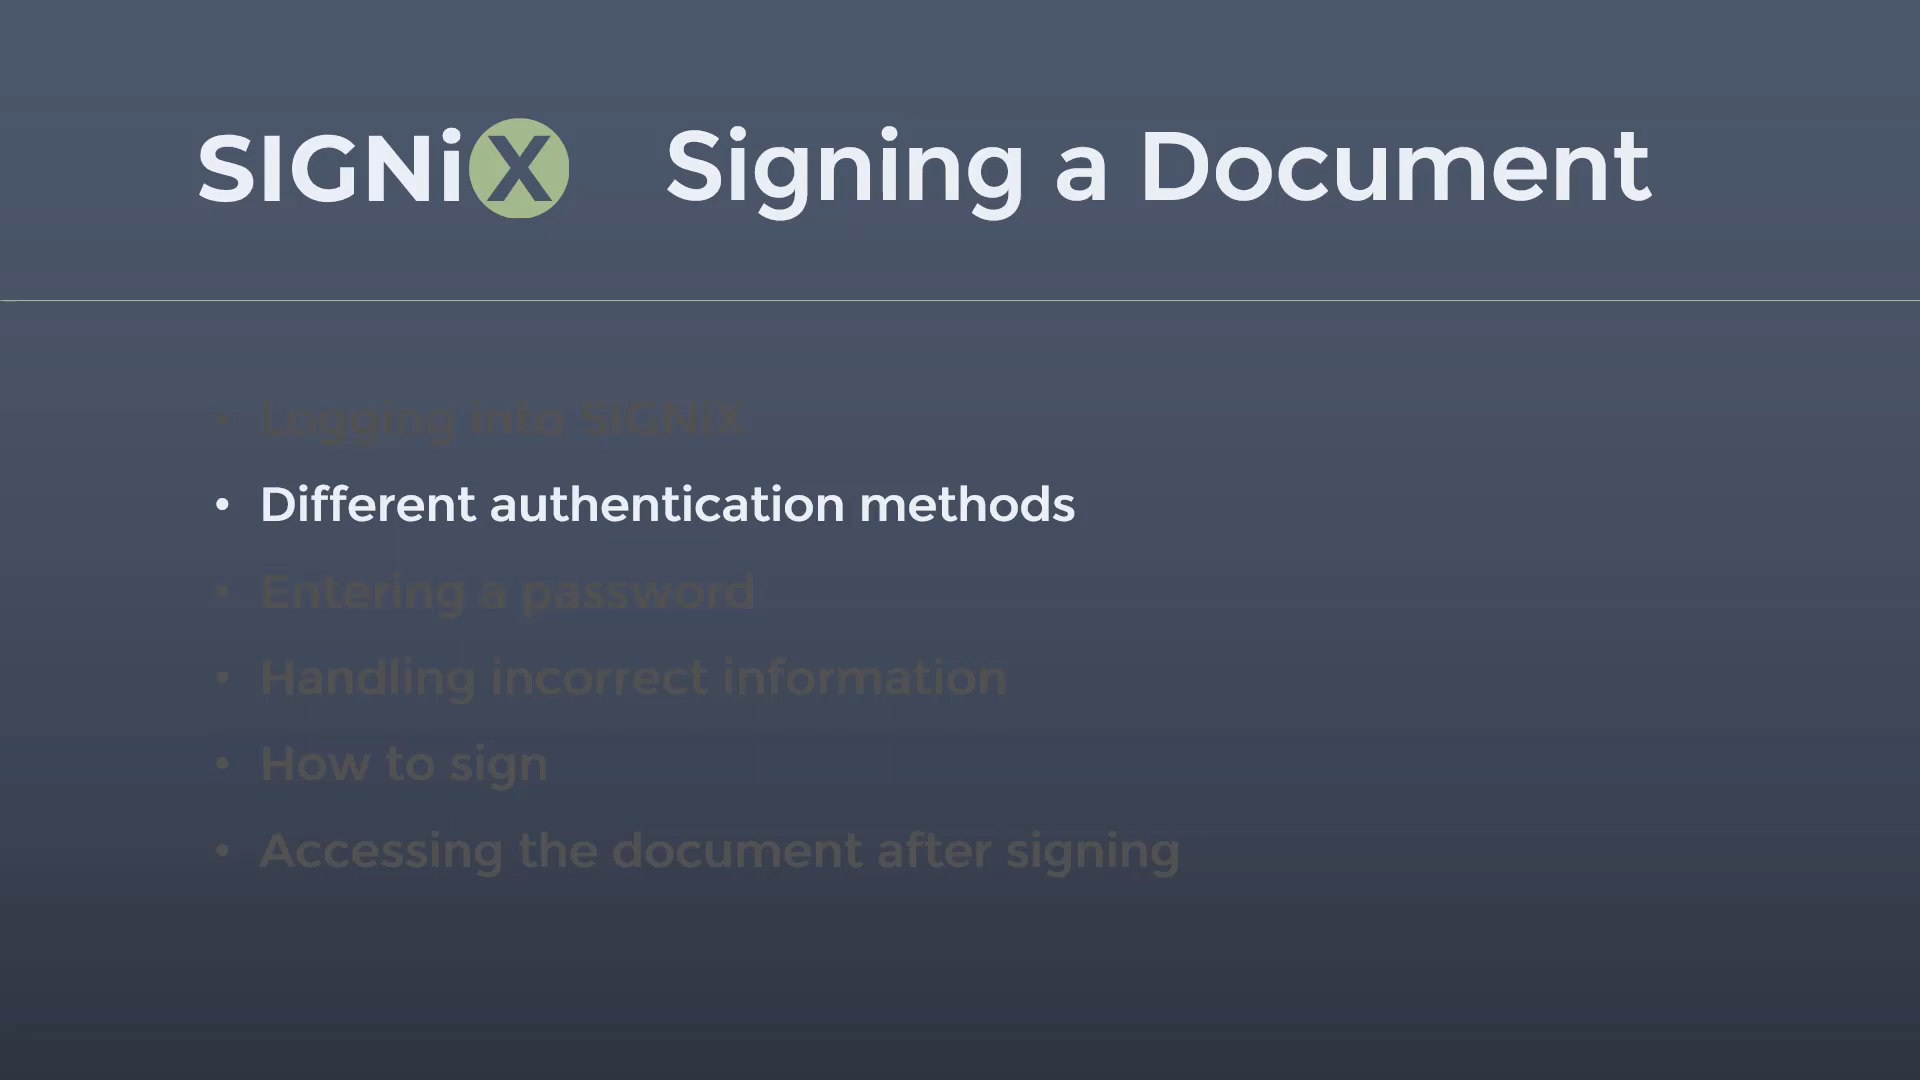 SIGNiX Signing a Document
• Logging into SIGNiX
• Different authentication methods
• Entering a password
• Handling incorrect information
• How to sign
• Accessing the document after signing